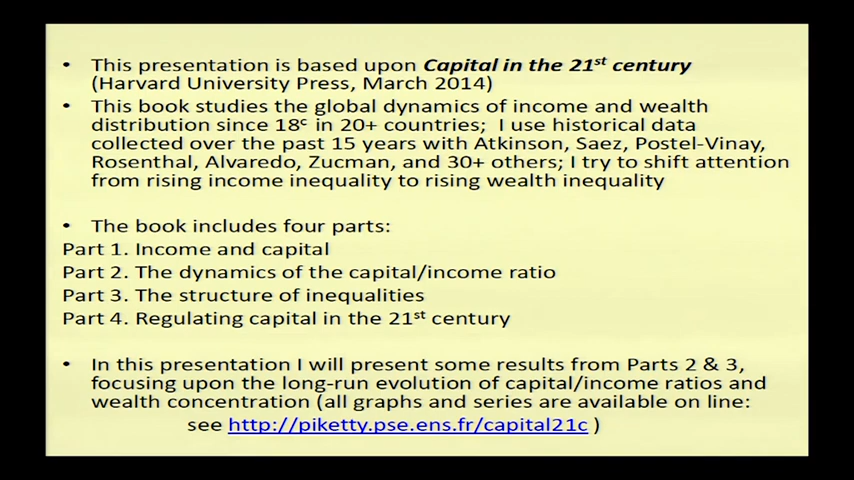 • This presentation is based upon Capital in the 21st century
(Harvard University Press, March 2014)
• This book studies the global dynamics of income and wealth
distribution since 18c in 20+ countries; I use historical data
collected over the past 15 years with Atkinson, Saez, Postel-Vinay,
Rosenthal, Alvaredo, Zucman, and 30+ others; I try to shift attention
from rising income inequality to rising wealth inequality
• The book includes four parts:
Part 1. Income and capital
Part 2. The dynamics of the capital/income ratio
Part 3. The structure of inequalities
Part 4. Regulating capital in the 21st century
• In this presentation I will present some results from Parts 2 & 3,
focusing upon the long-run evolution of capital/income ratios and
wealth concentration (all graphs and series are available on line:
see http://piketty.pse.ens.fr/capital21c )